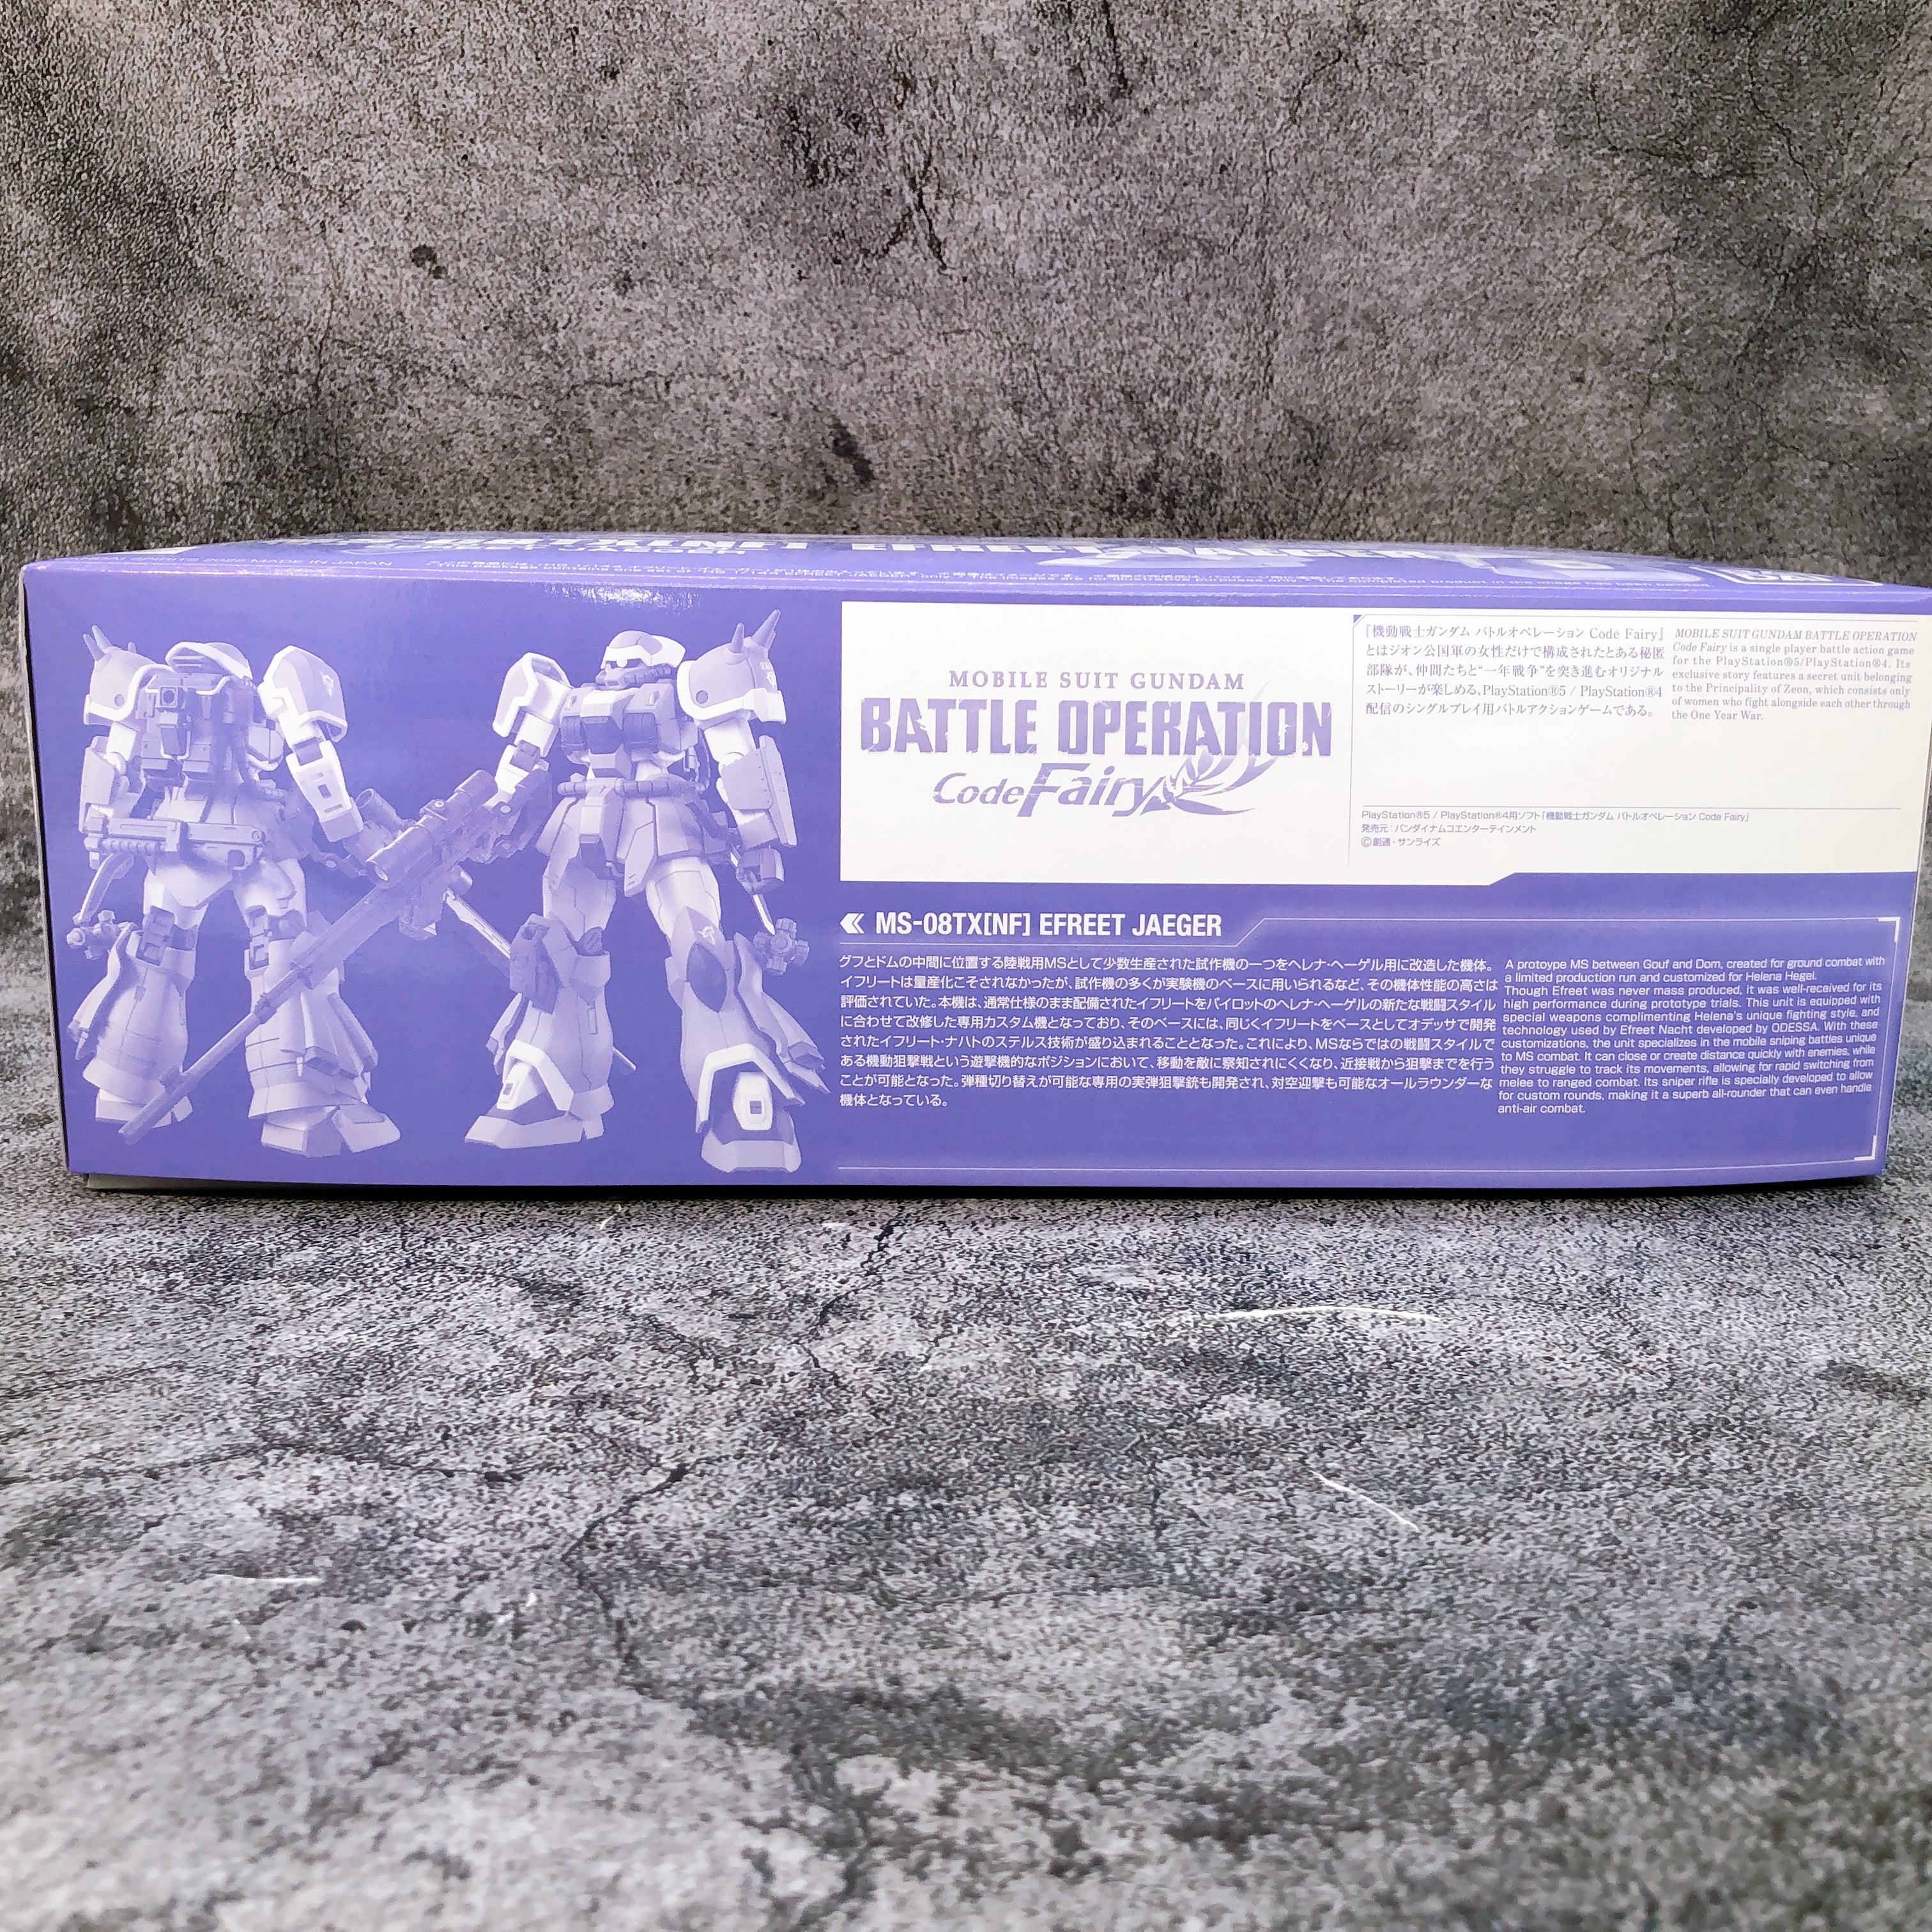 EFREET JAEGER
MADE IN JAPAN
MOBILE SUIT GUNDAM
BATTLE OPERATION
Code Fairy
『機動戦士ガンダム バトルオペレーション Code Fairy』
とはジオン公国軍の女性だけで構成されたとある秘匿
部隊が、仲間たちと“一年戦争”を突き進むオリジナル
ストーリーが楽しめる、PlayStation®5 / PlayStation®4
配信のシングルプレイ用バトルアクションゲームである。
MOBILE SUIT GUNDAM BATTLE OPERATION
Code Fairy is a single player battle action game
for the PlayStation®5/PlayStation®4. Its
exclusive story features a secret unit belonging
to the Principality of Zeon, which consists only
of women who fight alongside each other through
the One Year War.
PlayStation®5 / PlayStation®4用ソフト「機動戦士ガンダム バトルオペレーション Code Fairy」
発売元：バンダイナムコエンターテインメント
©創通・サンライズ
MS-08TX[NF] EFREET JAEGER
グフとドムの中間に位置する陸戦用MSとして少数生産された試作機の一つをヘレナ・ヘーゲル用に改造した機体。
イフリートは量産化こそされなかったが、試作機の多くが実験機のベースに用いられるなど、その機体性能の高さは
評価されていた。本機は、通常仕様のまま配備されたイフリートをパイロットのヘレナ・ヘーゲルの新たな戦闘スタイル
に合わせて改修した専用カスタム機となっており、そのベースには、同じくイフリートをベースとしてオデッサで開発
されたイフリート・ナハトのステルス技術が盛り込まれることとなった。これにより、MSならではの戦闘スタイルで
ある機動狙撃戦という遊撃機的なポジションにおいて、移動を敵に察知されにくくなり、近接戦から狙撃までを行う
ことが可能となった。弾種切り替えが可能な専用の実弾狙撃銃も開発され、対空迎撃も可能なオールラウンダーな
機体となっている。
A protoype MS between Gouf and Dom, created for ground combat with
a limited production run and customized for Helena Hegel.
Though Efreet was never mass produced, it was well-received for its
high performance during prototype trials. This unit is equipped with
special weapons complimenting Helena's unique fighting style, and
technology used by Efreet Nacht developed by ODESSA. With these
customizations, the unit specializes in the mobile sniping battles unique
to MS combat. It can close or create distance quickly with enemies, while
they struggle to track its movements, allowing for rapid switching from
melee to ranged combat. Its sniper rifle is specially developed to allow
for custom rounds, making it a superb all-rounder that can even handle
anti-air combat.